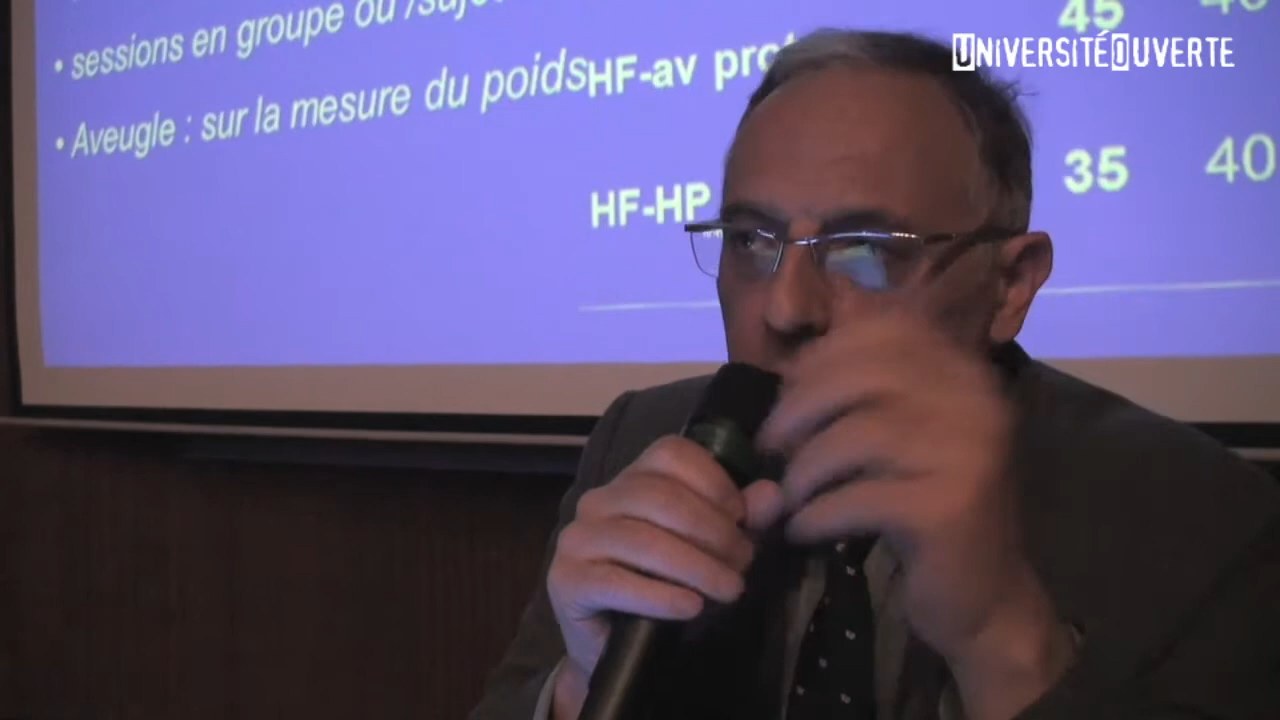 • sessions en groupe ou
• Aveugle : sur la mesure du poids
45
UNIVERSITÉOUVERTE
HF-av
35 40
HF-HP